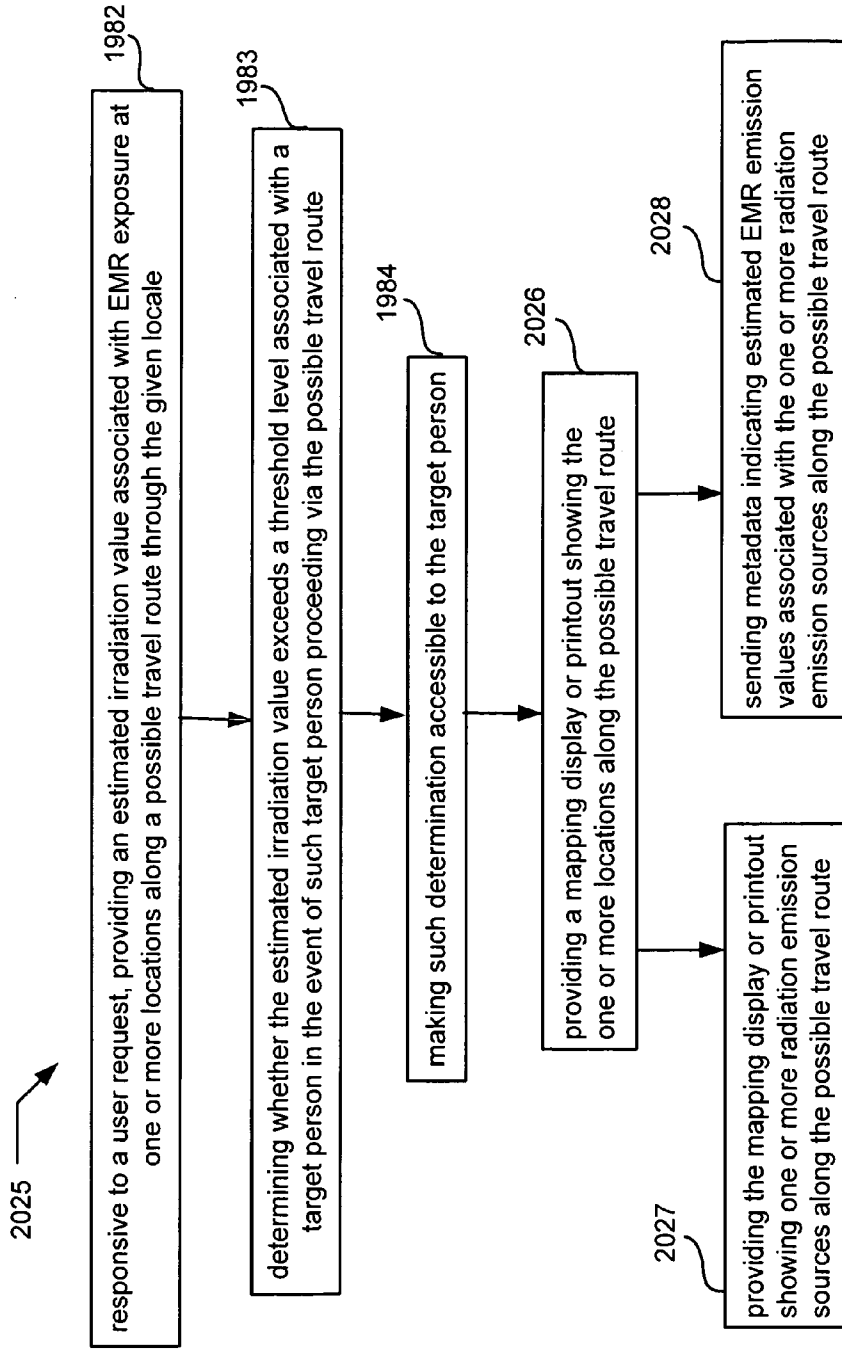 2025
1982
responsive to a user request, providing an estimated irradiation value associated with EMR exposure at
one or more locations along a possible travel route through the given locale
1983
determining whether the estimated irradiation value exceeds a threshold level associated with a
target person in the event of such target person proceeding via the possible travel route
1984
making such determination accessible to the target person
2026
providing a mapping display or printout showing the
one or more locations along the possible travel route
2027
providing the mapping display or printout
showing one or more radiation emission
sources along the possible travel route
2028
sending metadata indicating estimated EMR emission
values associated with the one or more radiation
emission sources along the possible travel route